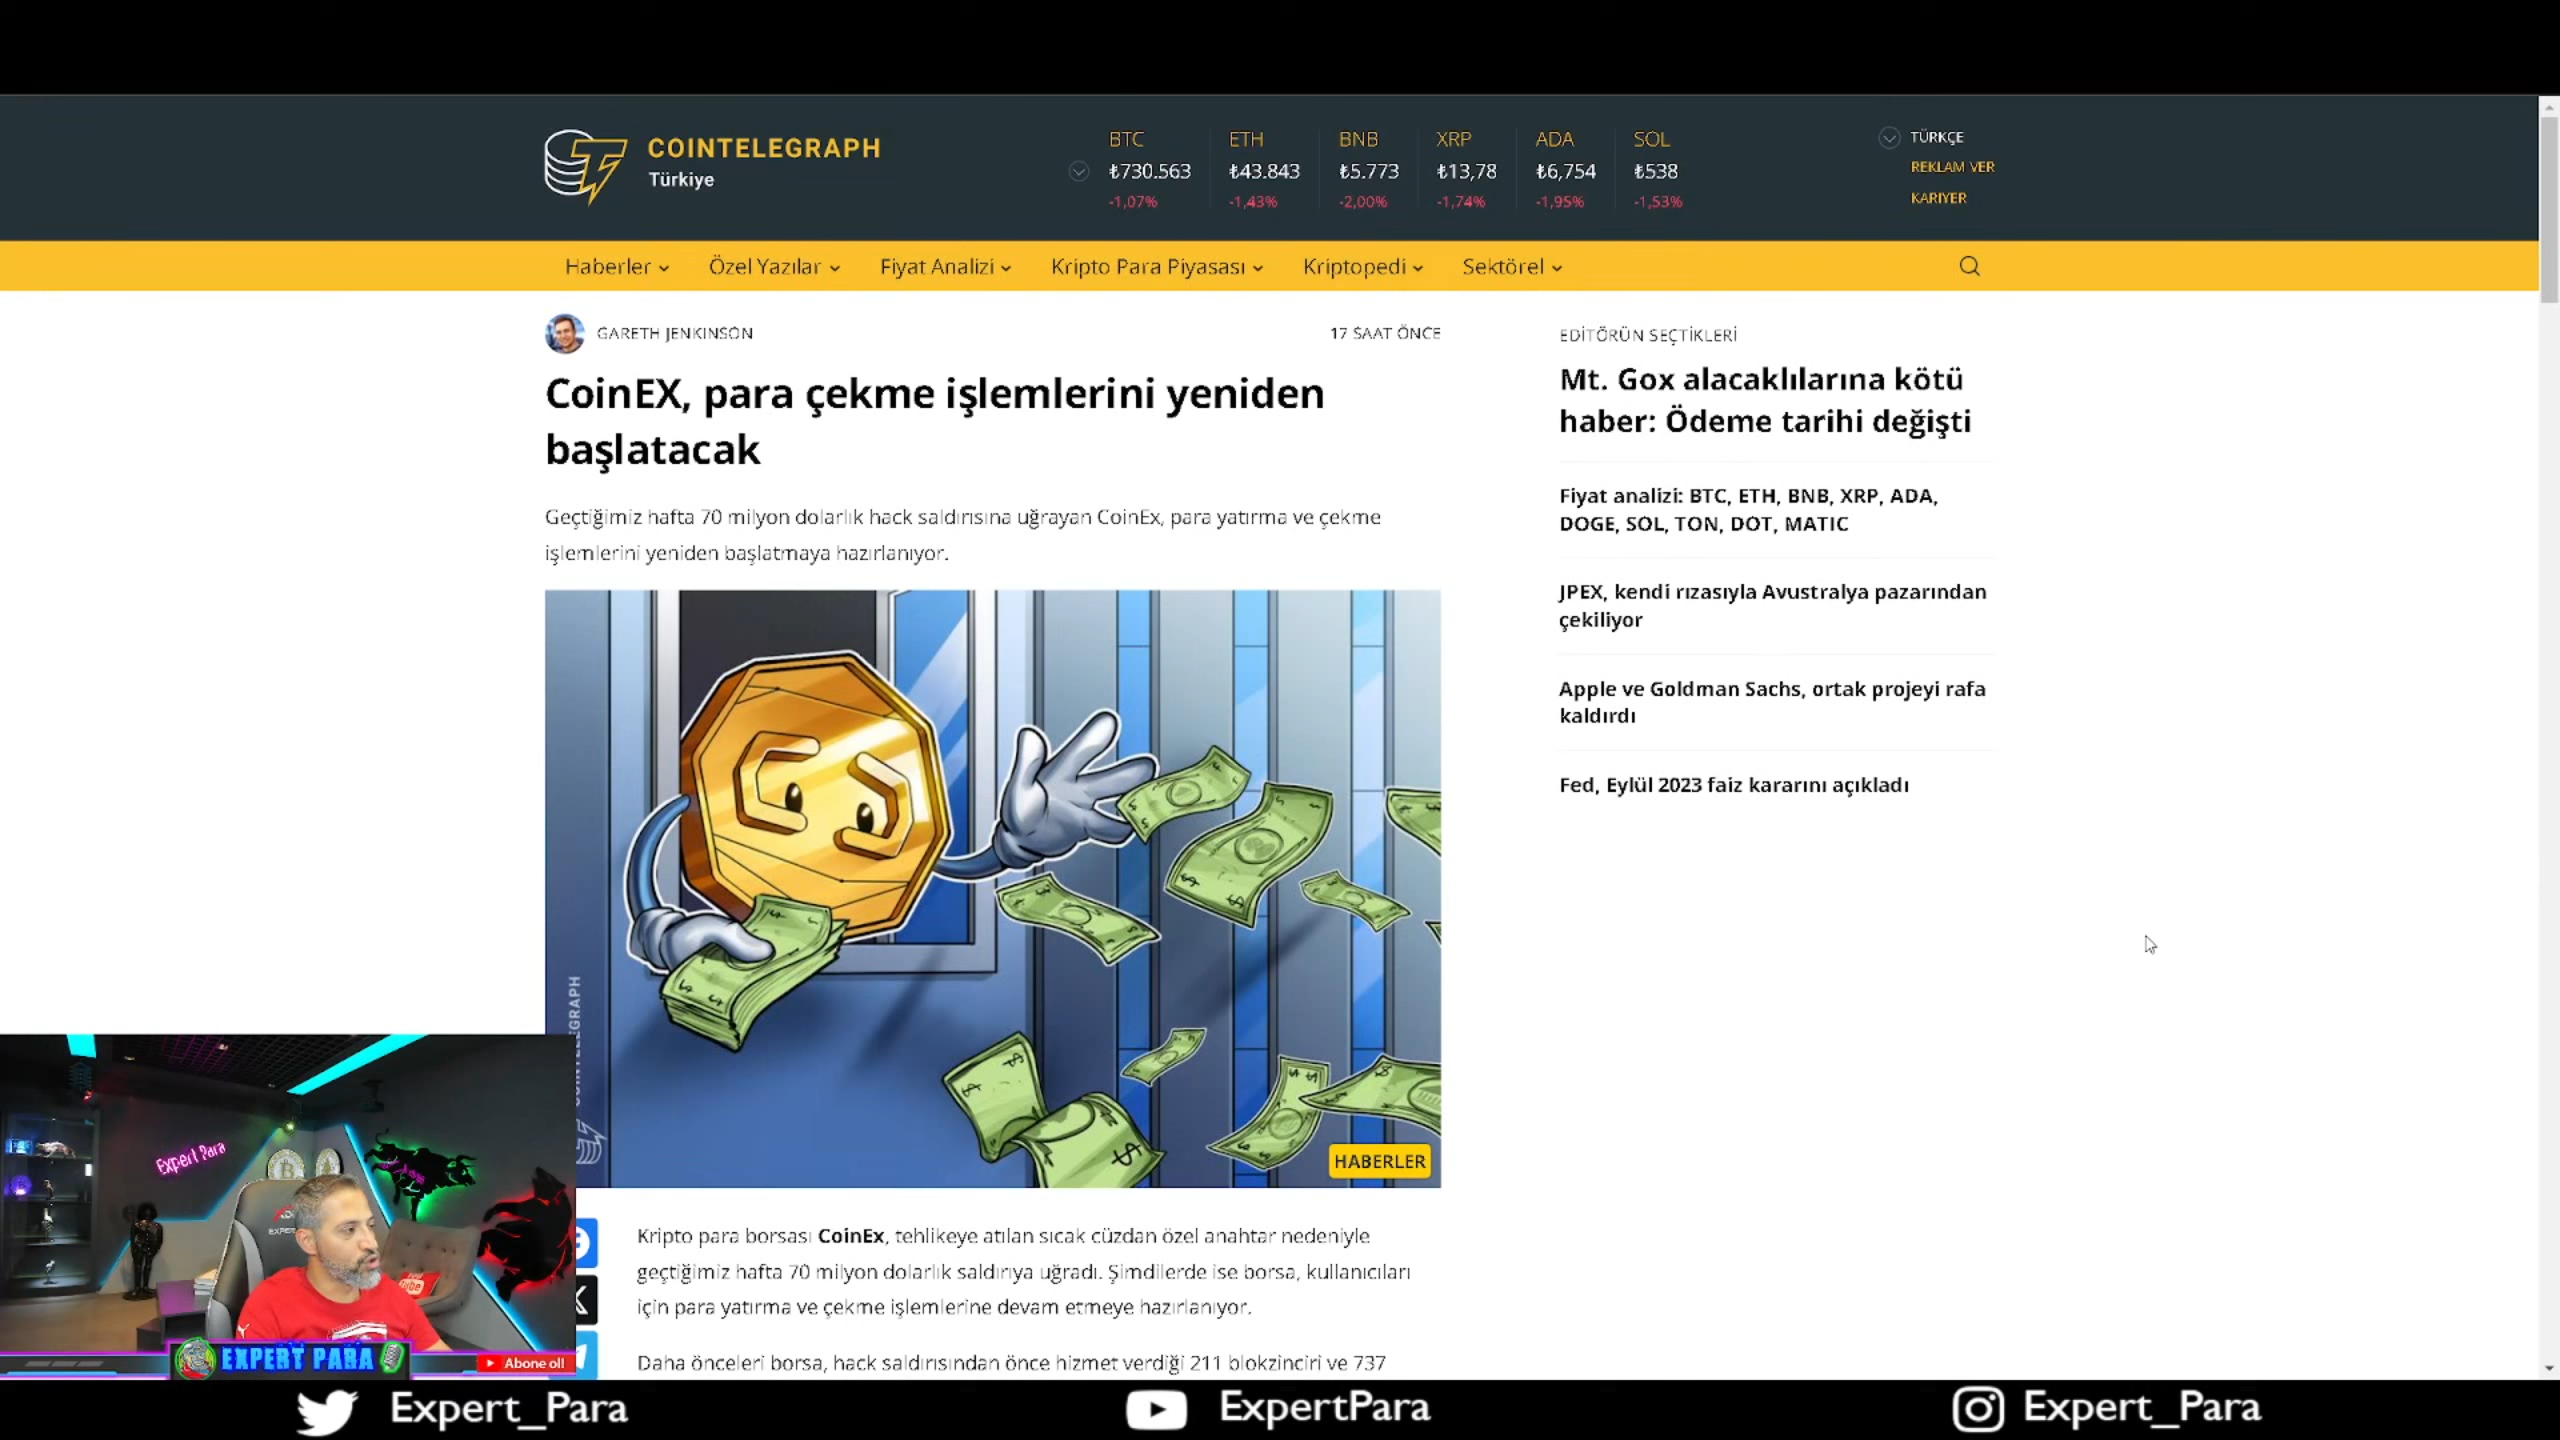 COINTELEGRAPH
Türkiye
BTC
₺730.563
-1,07%
ETH
₺43.843
-1,43%
BNB
₺5.773
-2,00%
XRP
₺13,78
-1,74%
ADA
₺6,754
-1,95%
SOL
₺538
-1,53%
TÜRKÇE
REKLAM VER
KARIYER
Haberler Özel Yazılar Fiyat Analizi Kripto Para Piyasası Kriptopedi Sektörel
GARETH JENKINSON
17 SAAT ÖNCE
CoinEX, para çekme işlemlerini yeniden
başlatacak
Geçtiğimiz hafta 70 milyon dolarlık hack saldırısına uğrayan CoinEx, para yatırma ve çekme
işlemlerini yeniden başlatmaya hazırlanıyor.
HABERLER
Kripto para borsası CoinEx, tehlikeye atılan sıcak cüzdan özel anahtar nedeniyle
geçtiğimiz hafta 70 milyon dolarlık saldırıya uğradı. Şimdilerde ise borsa, kullanıcıları
için para yatırma ve çekme işlemlerine devam etmeye hazırlanıyor.
Daha önceleri borsa, hack saldırısından önce hizmet verdiği 211 blokzinciri ve 737
EDİTÖRÜN SEÇTİKLERİ
Mt. Gox alacaklılarına kötü
haber: Ödeme tarihi değişti
Fiyat analizi: BTC, ETH, BNB, XRP, ADA,
DOGE, SOL, TON, DOT, MATIC
JPEX, kendi rızasıyla Avustralya pazarından
çekiliyor
Apple ve Goldman Sachs, ortak projeyi rafa
kaldırdı
Fed, Eylül 2023 faiz kararını açıkladı
Expert Para
EXPERT PARA
Abone ol!
Expert_Para
ExpertPara
Expert_Para